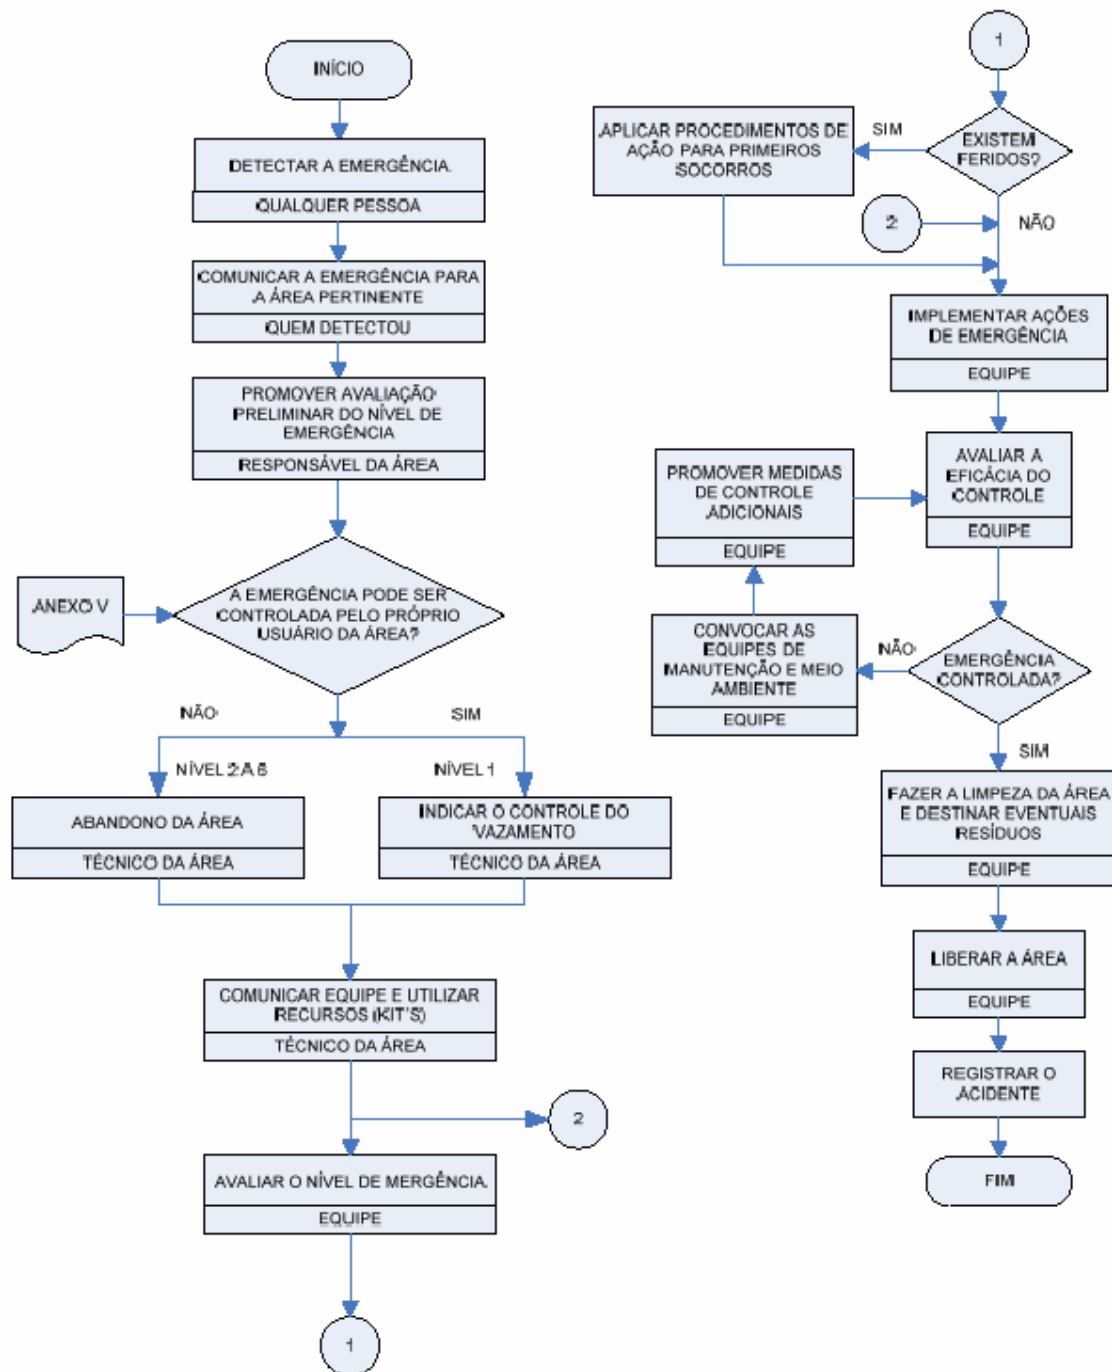 INÍCIO
DETECTAR A EMERGÊNCIA.
QUALQUER PESSOA
COMUNICAR A EMERGÊNCIA PARA
A ÁREA PERTINENTE
QUEM DETECTOU
PROMOVER AVALIAÇÃO
PRELIMINAR DO NÍVEL DE
EMERGÊNCIA
RESPONSÁVEL DA ÁREA
ANEXO V
A EMERGÊNCIA PODE SER
CONTROLADA PELO PRÓPRIO
USUÁRIO DA ÁREA?
NÃO
SIM
NÍVEL 2 A 6
NÍVEL 1
ABANDONO DA ÁREA
TÉCNICO DA ÁREA
INDICAR O CONTROLE DO
VAZAMENTO
TÉCNICO DA ÁREA
COMUNICAR EQUIPE E UTILIZAR
RECURSOS (KIT'S)
TÉCNICO DA ÁREA
2
AVALIAR O NÍVEL DE MERGÊNCIA.
EQUIPE
1
1
EXISTEM
FERIDOS?
SIM
APLICAR PROCEDIMENTOS DE
AÇÃO PARA PRIMEIROS
SOCORROS
2
NÃO
IMPLEMENTAR AÇÕES
DE EMERGÊNCIA
EQUIPE
AVALIAR A
EFICÁCIA DO
CONTROLE
EQUIPE
PROMOVER MEDIDAS
DE CONTROLE
ADICIONAIS
EQUIPE
CONVOCAR AS
EQUIPES DE
MANUTENÇÃO E MEIO
AMBIENTE
EQUIPE
NÃO
EMERGÊNCIA
CONTROLADA?
SIM
FAZER A LIMPEZA DA ÁREA
E DESTINAR EVENTUAIS
RESÍDUOS
EQUIPE
LIBERAR A ÁREA
EQUIPE
REGISTRAR O
ACIDENTE
FIM